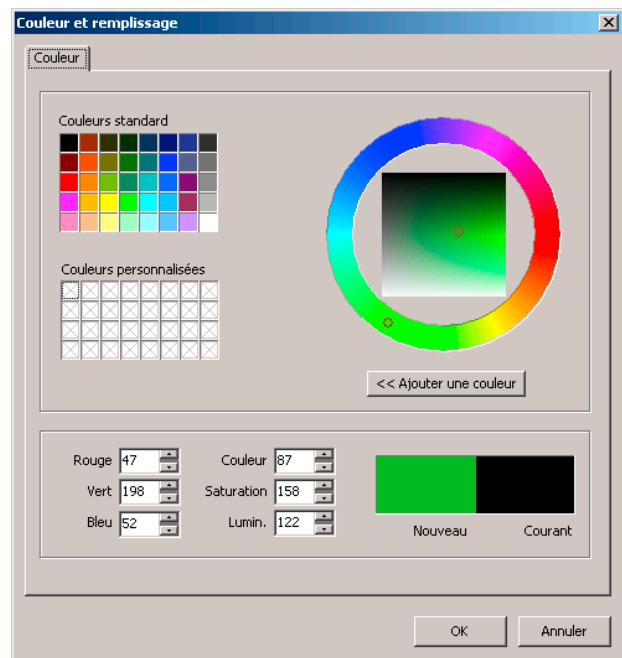 Couleur et remplissage
Couleur
Couleurs standard
Couleurs personnalisées
<< Ajouter une couleur
Rouge 47 Couleur 87
Vert 198 Saturation 158
Bleu 52 Lumin. 122
Nouveau Courant
OK Annuler